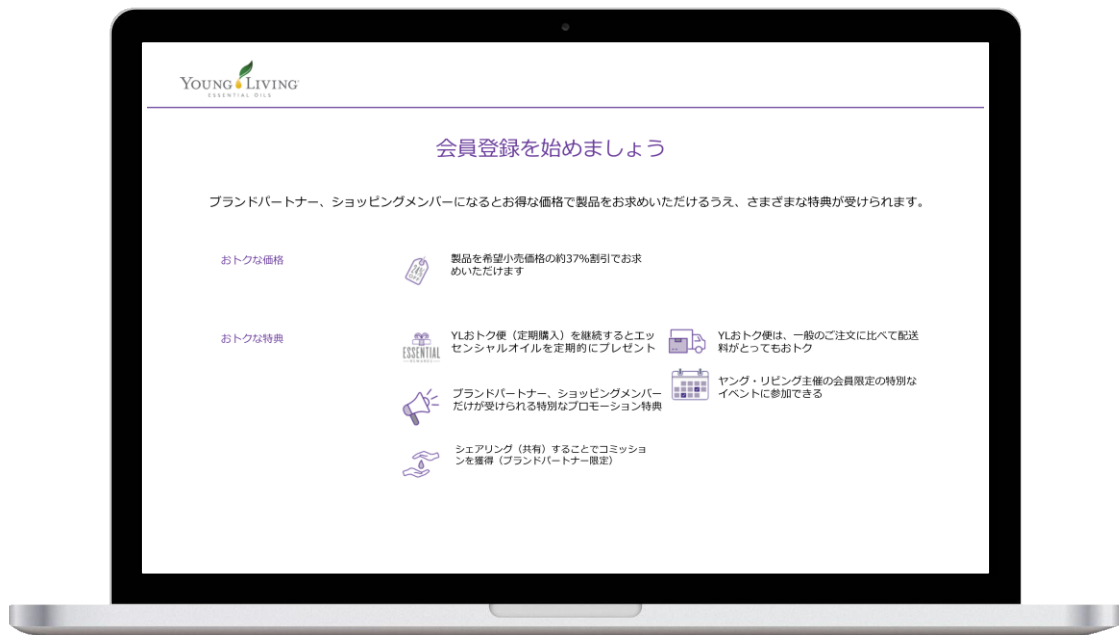 YOUNG LIVING
ESSENTIAL OILS
会員登録を始めましょう
ブランドパートナー、ショッピングメンバーになるとお得な価格で製品をお求めいただけるうえ、さまざまな特典が受けられます。
おトクな価格
24%
OFF
製品を希望小売価格の約37%割引でお求
めいただけます
おトクな特典
ESSENTIAL
REWARDS
YLおトク便（定期購入）を継続するとエッ
センシャルオイルを定期的にプレゼント
YLおトク便は、一般のご注文に比べて配送
料がとってもおトク
ブランドパートナー、ショッピングメンバー
だけが受けられる特別なプロモーション特典
ヤング・リビング主催の会員限定の特別な
イベントに参加できる
シェアリング（共有）することでコミッショ
ンを獲得（ブランドパートナー限定）